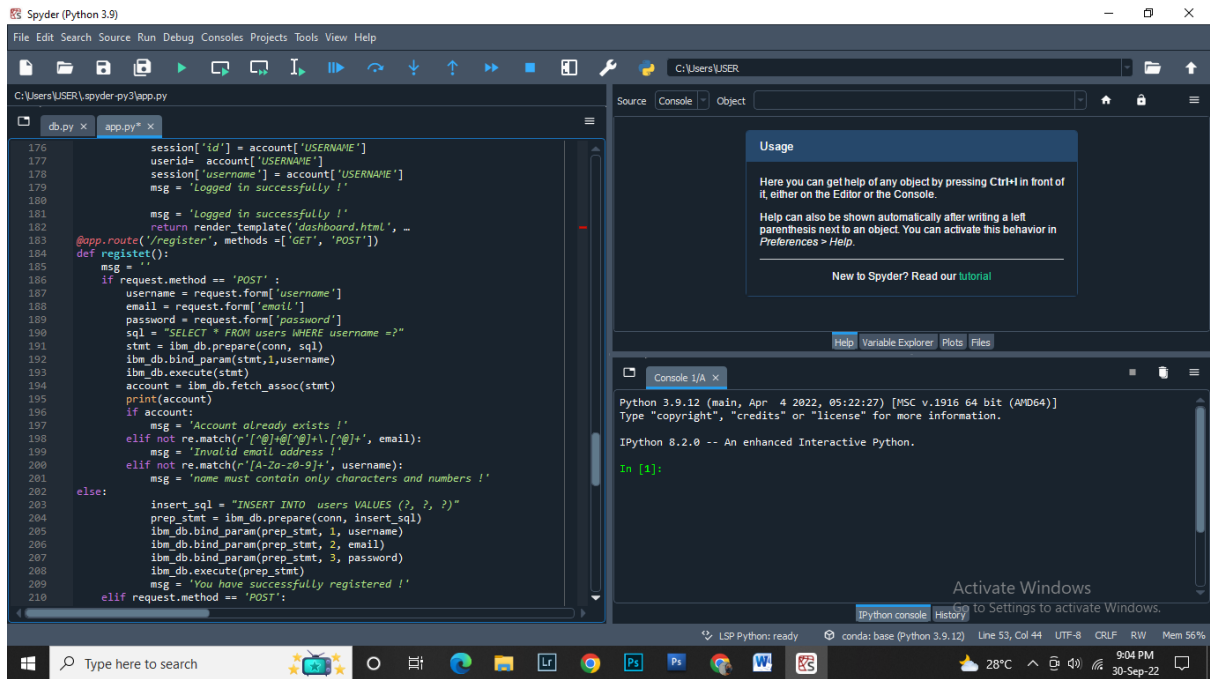 Spyder (Python 3.9)
File Edit Search Source Run Debug Consoles Projects Tools View Help
C:\Users\USER
C:\Users\USER\.spyder-py3\app.py
db.py × app.py* ×
176 session['id'] = account['USERNAME']
177 userid= account['USERNAME']
178 session['username'] = account['USERNAME']
179 msg = 'Logged in successfully !'
180
181 msg = 'Logged in successfully !'
182 return render_template('dashboard.html', …
183 @app.route('/register', methods =['GET', 'POST'])
184 def registet():
185 msg = ''
186 if request.method == 'POST' :
187 username = request.form['username']
188 email = request.form['email']
189 password = request.form['password']
190 sql = "SELECT * FROM users WHERE username =?"
191 stmt = ibm_db.prepare(conn, sql)
192 ibm_db.bind_param(stmt,1,username)
193 ibm_db.execute(stmt)
194 account = ibm_db.fetch_assoc(stmt)
195 print(account)
196 if account:
197 msg = 'Account already exists !'
198 elif not re.match(r'[^@]+@[^@]+\.[^@]+', email):
199 msg = 'Invalid email address !'
200 elif not re.match(r'[A-Za-z0-9]+', username):
201 msg = 'name must contain only characters and numbers !'
202 else:
203 insert_sql = "INSERT INTO  users VALUES (?, ?, ?)"
204 prep_stmt = ibm_db.prepare(conn, insert_sql)
205 ibm_db.bind_param(prep_stmt, 1, username)
206 ibm_db.bind_param(prep_stmt, 2, email)
207 ibm_db.bind_param(prep_stmt, 3, password)
208 ibm_db.execute(prep_stmt)
209 msg = 'You have successfully registered !'
210 elif request.method == 'POST':
Source Console Object
Usage
Here you can get help of any object by pressing Ctrl+I in front of
it, either on the Editor or the Console.
Help can also be shown automatically after writing a left
parenthesis next to an object. You can activate this behavior in
Preferences > Help.
New to Spyder? Read our tutorial
Help Variable Explorer Plots Files
Console 1/A ×
Python 3.9.12 (main, Apr  4 2022, 05:22:27) [MSC v.1916 64 bit (AMD64)]
Type "copyright", "credits" or "license" for more information.
IPython 8.2.0 -- An enhanced Interactive Python.
In [1]:
Activate Windows
Go to Settings to activate Windows.
IPython console History
LSP Python: ready conda: base (Python 3.9.12) Line 53, Col 44 UTF-8 CRLF RW Mem 56%
Type here to search
Lr Ps Ps W
28°C
9:04 PM
30-Sep-22